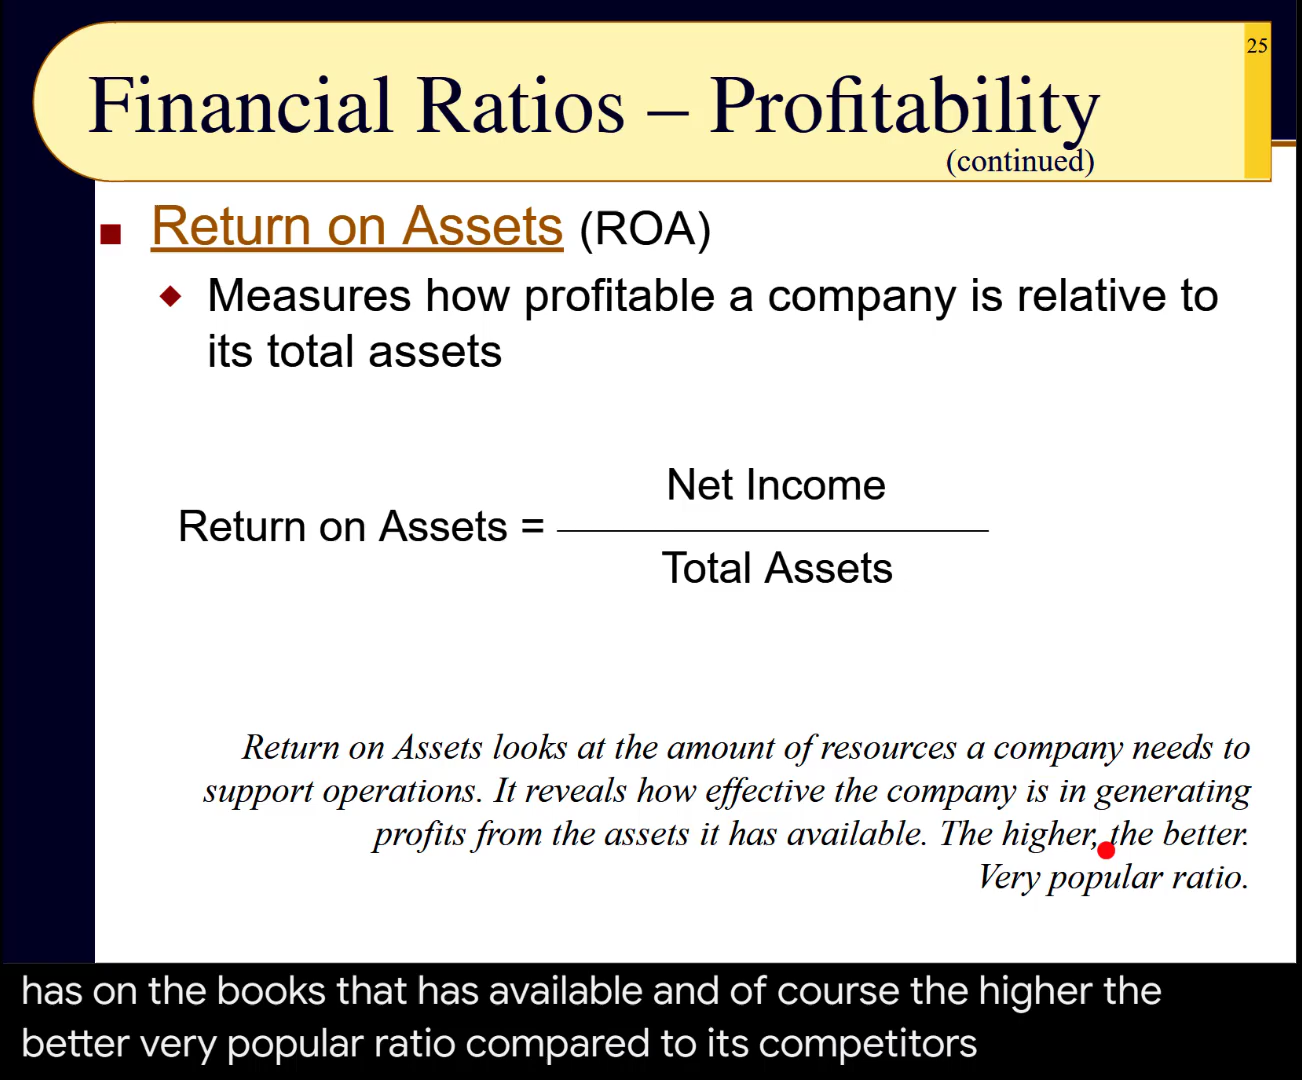 25
Financial Ratios – Profitability
(continued)
Return on Assets (ROA)
Measures how profitable a company is relative to
its total assets
Net Income
Return on Assets =
Total Assets
Return on Assets looks at the amount of resources a company needs to
support operations. It reveals how effective the company is in generating
profits from the assets it has available. The higher, the better.
Very popular ratio.
has on the books that has available and of course the higher the
better very popular ratio compared to its competitors